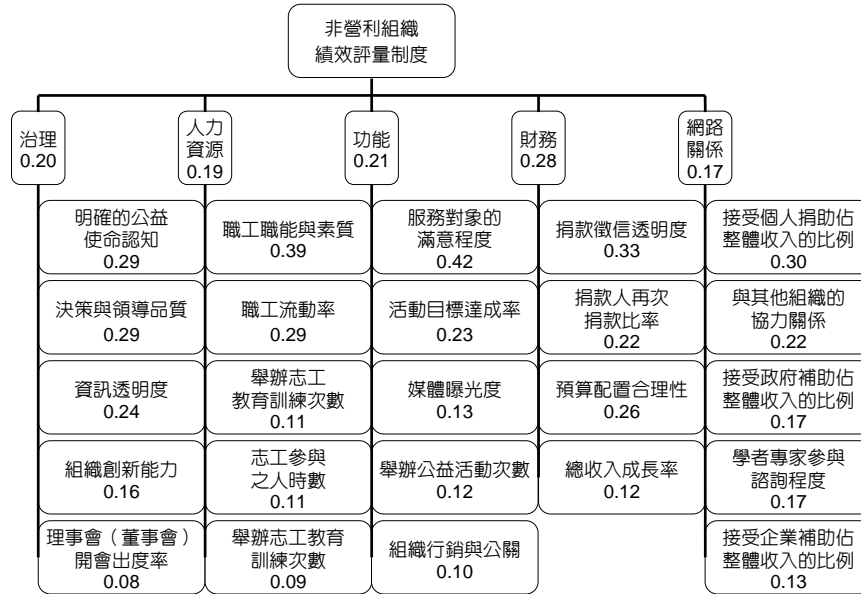 非營利組織
績效評量制度
治理
0.20
人力
資源
0.19
功能
0.21
財務
0.28
網路
關係
0.17
明確的公益
使命認知
0.29
職工職能與素質
0.39
服務對象的
滿意程度
0.42
捐款徵信透明度
0.33
接受個人捐助佔
整體收入的比例
0.30
決策與領導品質
0.29
職工流動率
0.29
活動目標達成率
0.23
捐款人再次
捐款比率
0.22
與其他組織的
協力關係
0.22
資訊透明度
0.24
舉辦志工
教育訓練次數
0.11
媒體曝光度
0.13
預算配置合理性
0.26
接受政府補助佔
整體收入的比例
0.17
組織創新能力
0.16
志工參與
之人時數
0.11
舉辦公益活動次數
0.12
總收入成長率
0.12
學者專家參與
諮詢程度
0.17
理事會（董事會）
開會出度率
0.08
舉辦志工教育
訓練次數
0.09
組織行銷與公關
0.10
接受企業補助佔
整體收入的比例
0.13